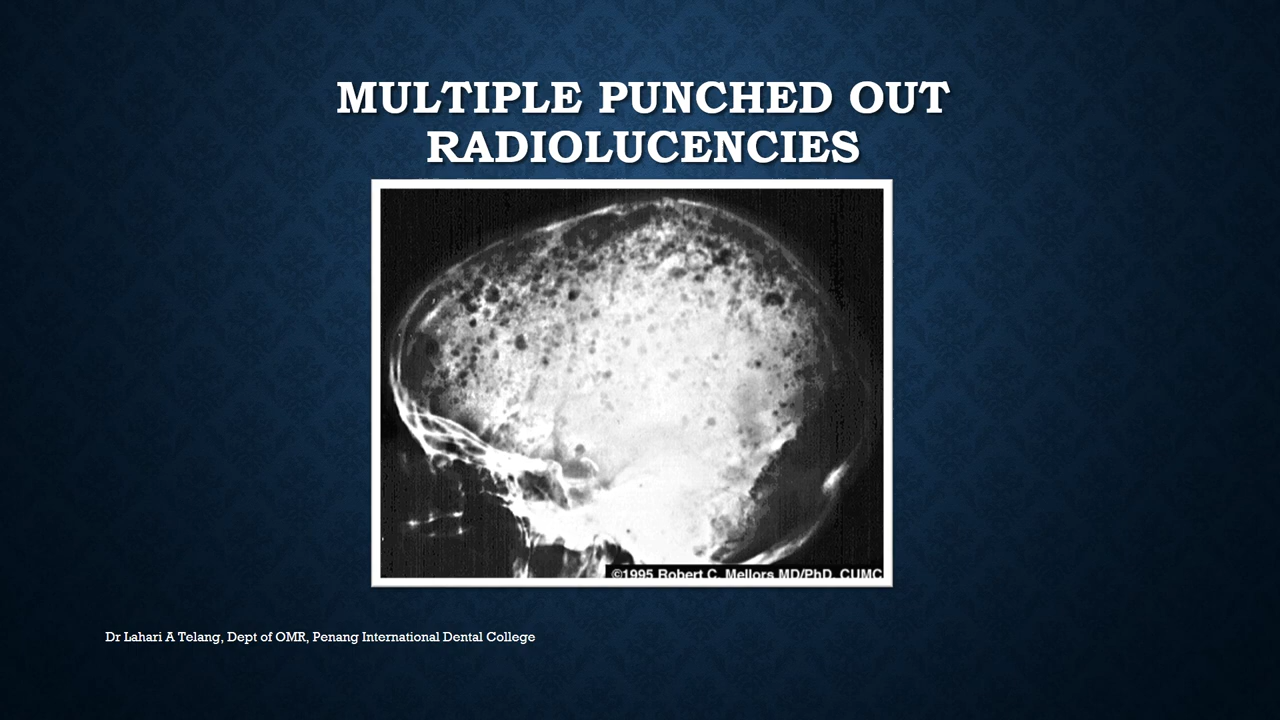 MULTIPLE PUNCHED OUT
RADIOLUCENCIES
©1995 Robert C. Mellors MD/PhD, CUMC
Dr Lahari A Telang, Dept of OMR, Penang International Dental College